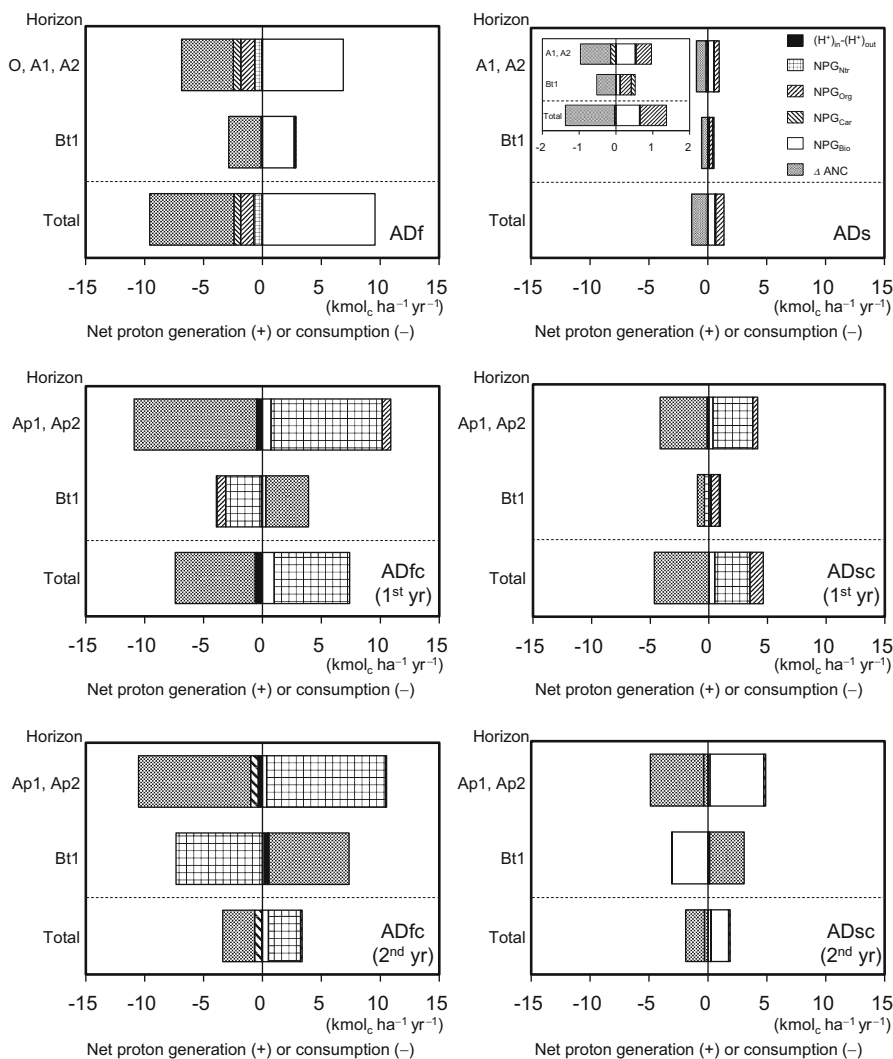 Horizon
O, A1, A2
Bt1
Total
ADf
-15 -10 -5 0 5 10 15
(kmolc ha−1 yr−1)
Net proton generation (+) or consumption (−)
Horizon
A1, A2
Bt1
Total
A1, A2
Bt1
Total
-2 -1 0 1 2
(H+)in-(H+)out
NPGNtr
NPGOrg
NPGCar
NPGBio
Δ ANC
ADs
-15 -10 -5 0 5 10 15
(kmolc ha−1 yr−1)
Net proton generation (+) or consumption (−)
Horizon
Ap1, Ap2
Bt1
Total
ADfc
(1st yr)
-15 -10 -5 0 5 10 15
(kmolc ha−1 yr−1)
Net proton generation (+) or consumption (−)
Horizon
Ap1, Ap2
Bt1
Total
ADsc
(1st yr)
-15 -10 -5 0 5 10 15
(kmolc ha−1 yr−1)
Net proton generation (+) or consumption (−)
Horizon
Ap1, Ap2
Bt1
Total
ADfc
(2nd yr)
-15 -10 -5 0 5 10 15
(kmolc ha−1 yr−1)
Net proton generation (+) or consumption (−)
Horizon
Ap1, Ap2
Bt1
Total
ADsc
(2nd yr)
-15 -10 -5 0 5 10 15
(kmolc ha−1 yr−1)
Net proton generation (+) or consumption (−)